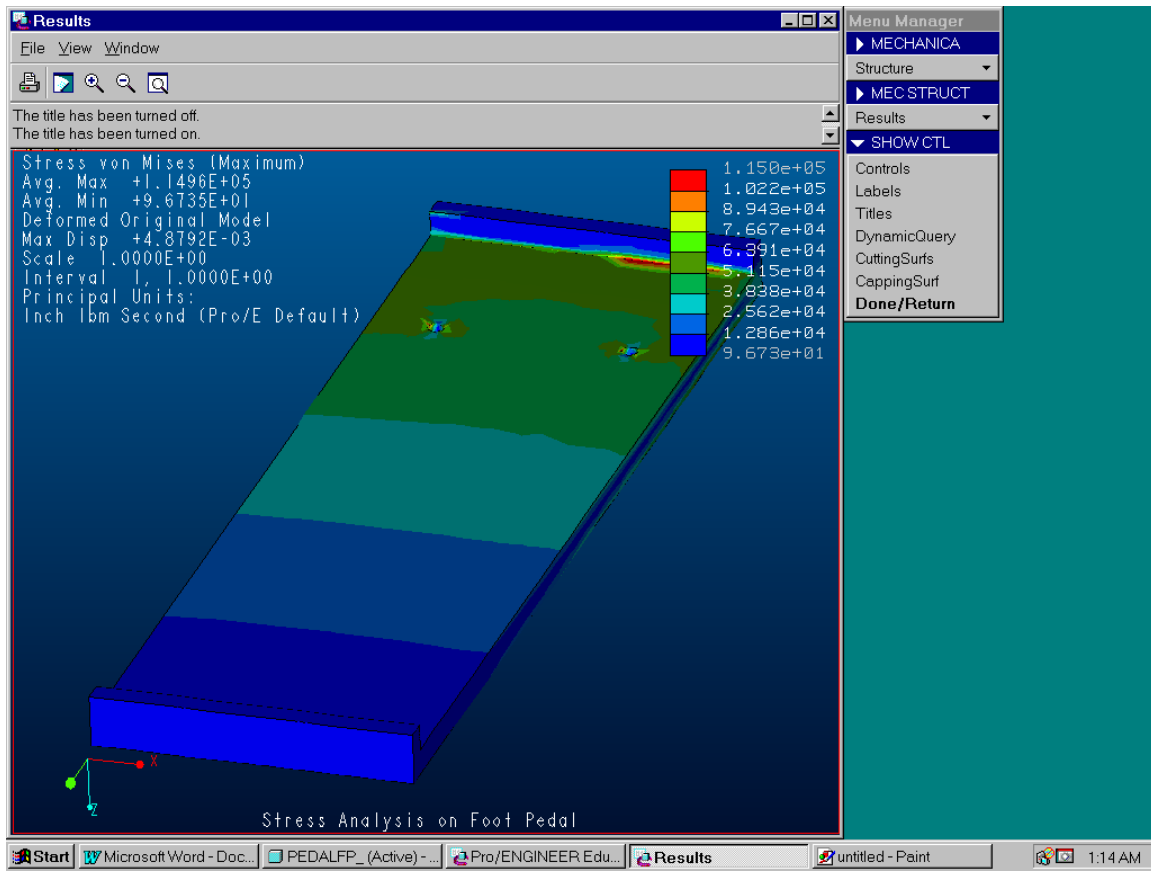 Results
File View Window
The title has been turned off.
The title has been turned on.
Stress von Mises (Maximum)
Avg. Max +1.1496E+05
Avg. Min +9.6735E+01
Deformed Original Model
Max Disp +4.8792E-03
Scale 1.0000E+00
Interval 1, 1.0000E+00
Principal Units:
Inch lbm Second (Pro/E Default)
1.150e+05
1.022e+05
8.943e+04
7.667e+04
6.391e+04
5.115e+04
3.838e+04
2.562e+04
1.286e+04
9.673e+01
X
Z
Stress Analysis on Foot Pedal
Menu Manager
MECHANICA
Structure
MEC STRUCT
Results
SHOW CTL
Controls
Labels
Titles
DynamicQuery
CuttingSurfs
CappingSurf
Done/Return
Start Microsoft Word - Doc... PEDALFP_ (Active) - ... Pro/ENGINEER Edu... Results untitled - Paint 1:14 AM